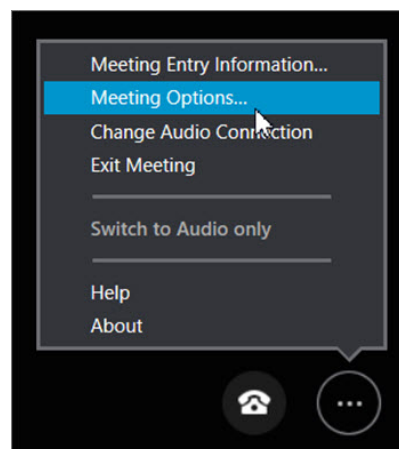 Meeting Entry Information...
Meeting Options...
Change Audio Connection
Exit Meeting
Switch to Audio only
Help
About